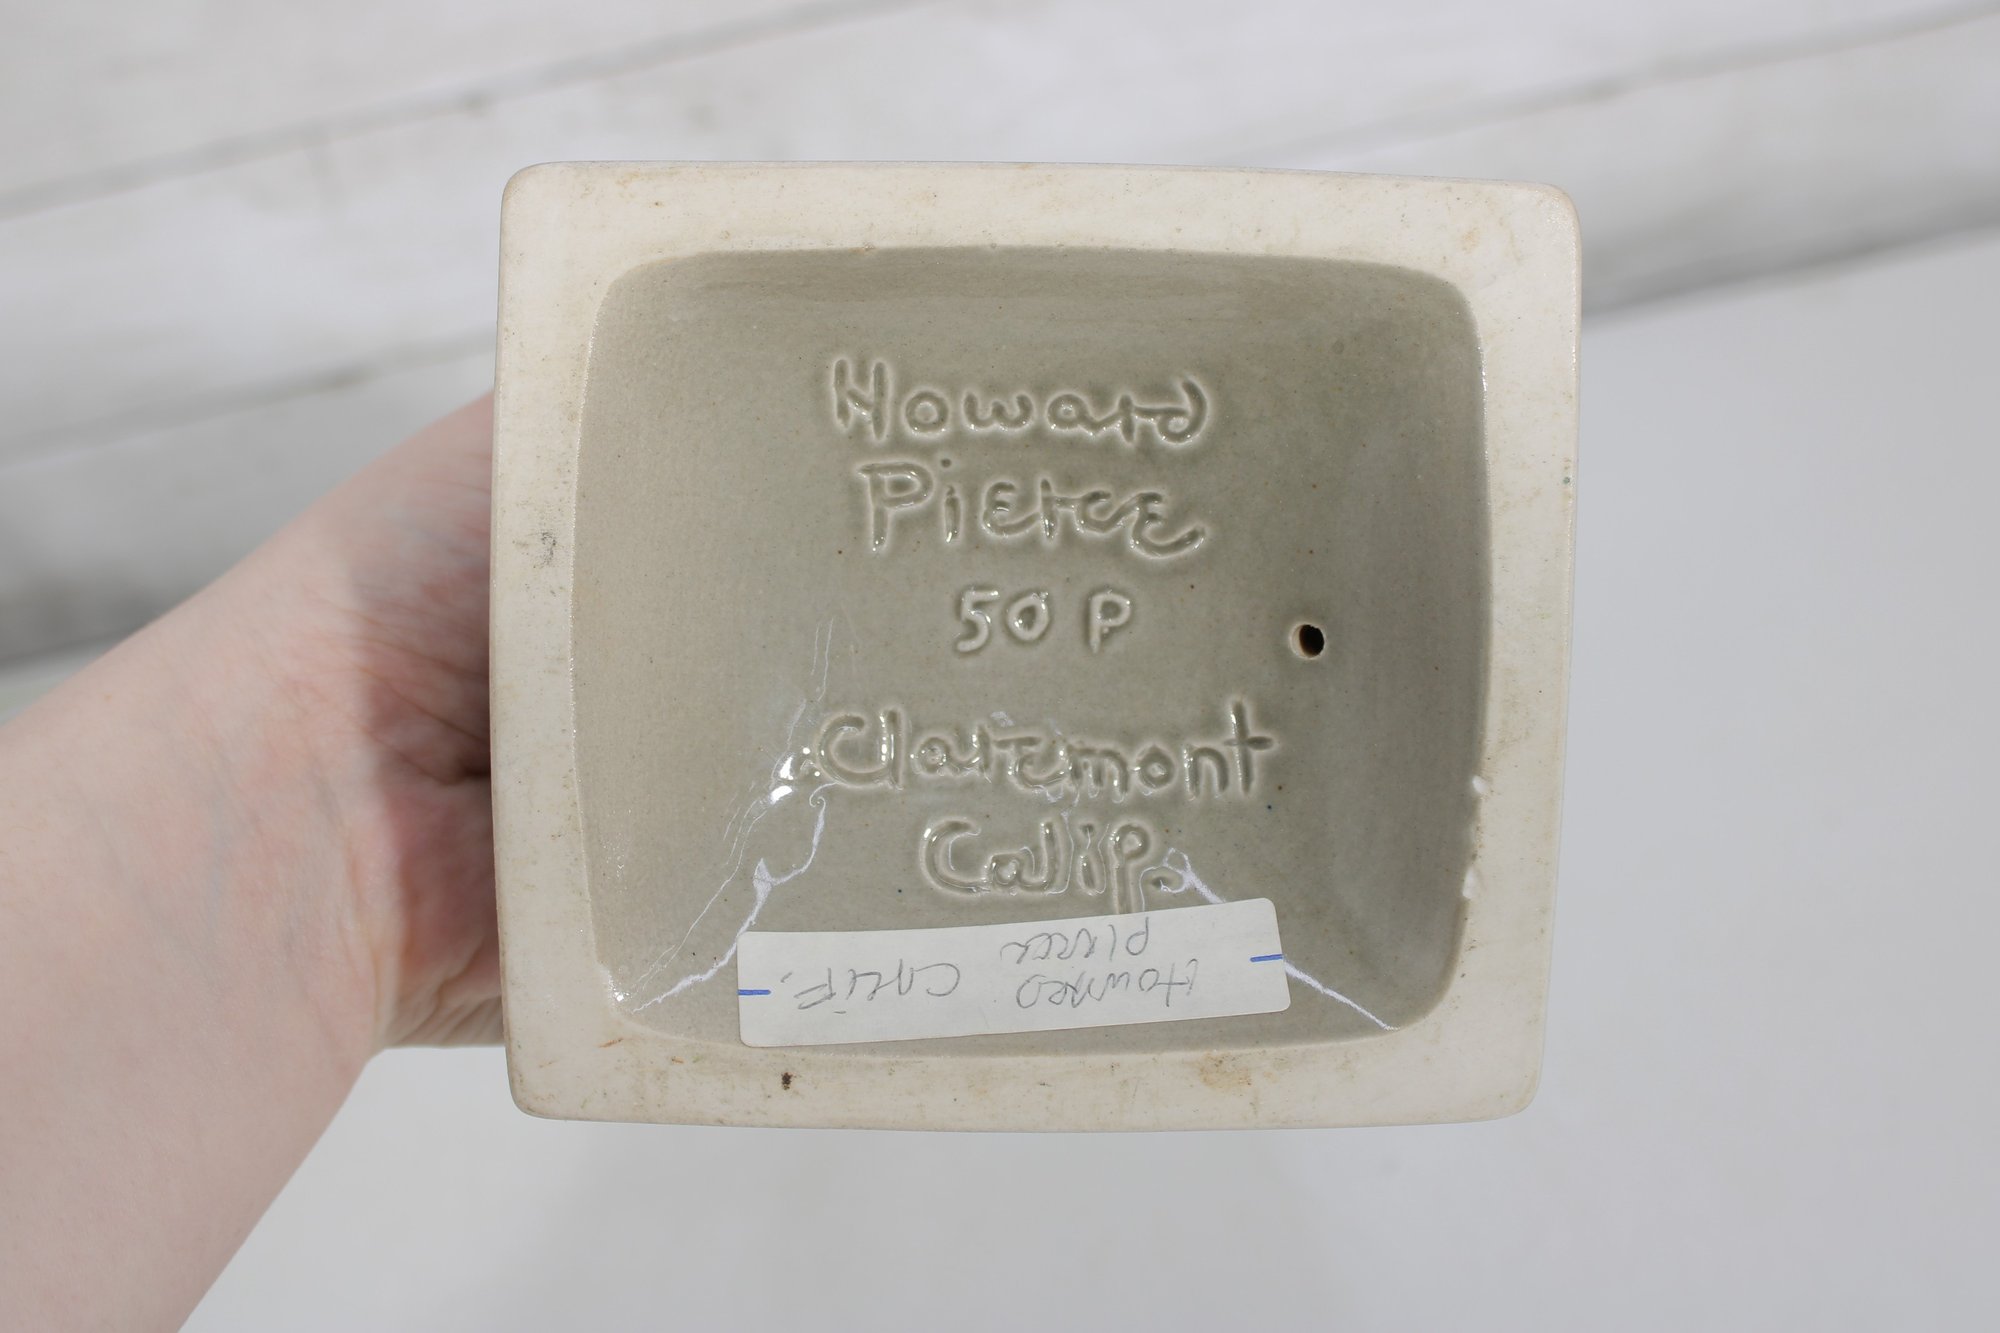 Howard
Pierce
50 P
Claremont
Calif.
Howard CALIF.
Pierce